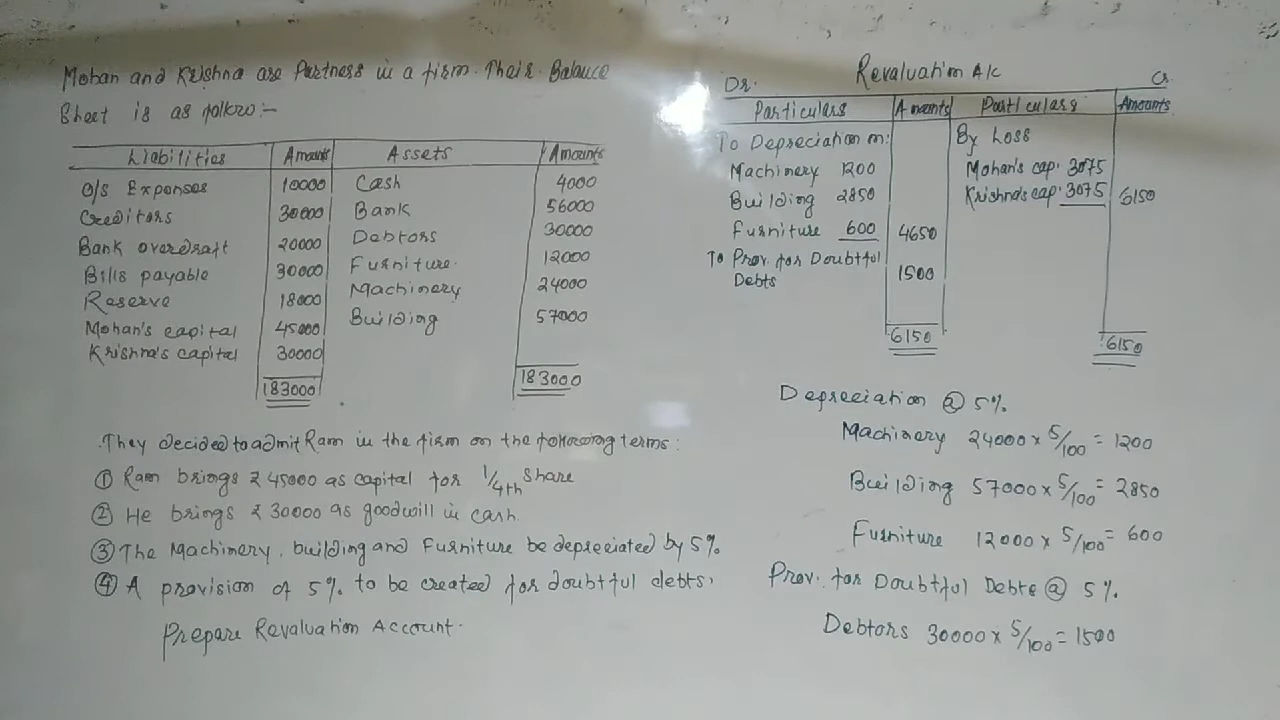 Mohan and Krishna are Partners in a firm. Their Balance
Sheet is as follow:-
Liabilities Amount Assets Amounts
O/s Expenses 10000 Cash 4000
Creditors 30000 Bank 56000
Bank overdraft 20000 Debtors 30000
Bills payable 30000 Furniture 12000
Reserve 18000 Machinery 24000
Mohan's capital 45000 Building 57000
Krishna's capital 30000
183000 183000
They decided to admit Ram in the firm on the following terms:
① Ram brings ₹ 45000 as capital for 1/4th share
② He brings ₹ 30000 as goodwill in cash.
③ The Machinery, building and Furniture be depreciated by 5%
④ A provision of 5% to be created for doubtful debts.
Prepare Revaluation Account.
Dr. Revaluation A/c Cr
Particulars Amounts Particulars Amounts
To Depreciation on: By Loss
Machinery 1200 Mohan's cap. 3075
Building 2850 Krishna's cap. 3075 6150
Furniture 600 4650
To Prov. for Doubtful
Debts 1500
6150 6150
Depreciation @ 5%.
Machinery 24000 x 5/100 = 1200
Building 57000 x 5/100 = 2850
Furniture 12000 x 5/100 = 600
Prov. for Doubtful Debts @ 5%.
Debtors 30000 x 5/100 = 1500